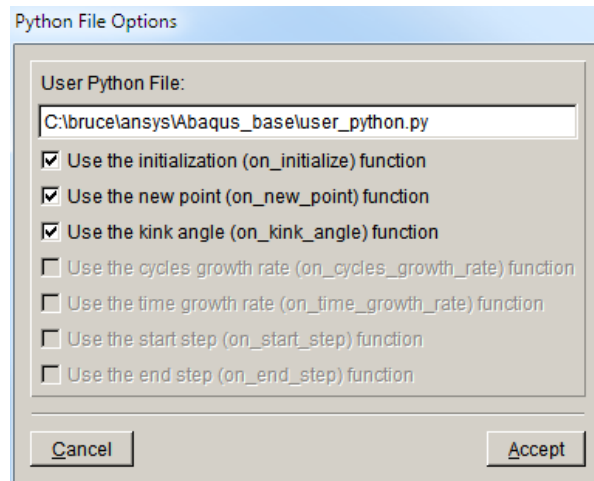 Python File Options
User Python File:
C:\bruce\ansys\Abaqus_base\user_python.py
Use the initialization (on_initialize) function
Use the new point (on_new_point) function
Use the kink angle (on_kink_angle) function
Use the cycles growth rate (on_cycles_growth_rate) function
Use the time growth rate (on_time_growth_rate) function
Use the start step (on_start_step) function
Use the end step (on_end_step) function
Cancel
Accept